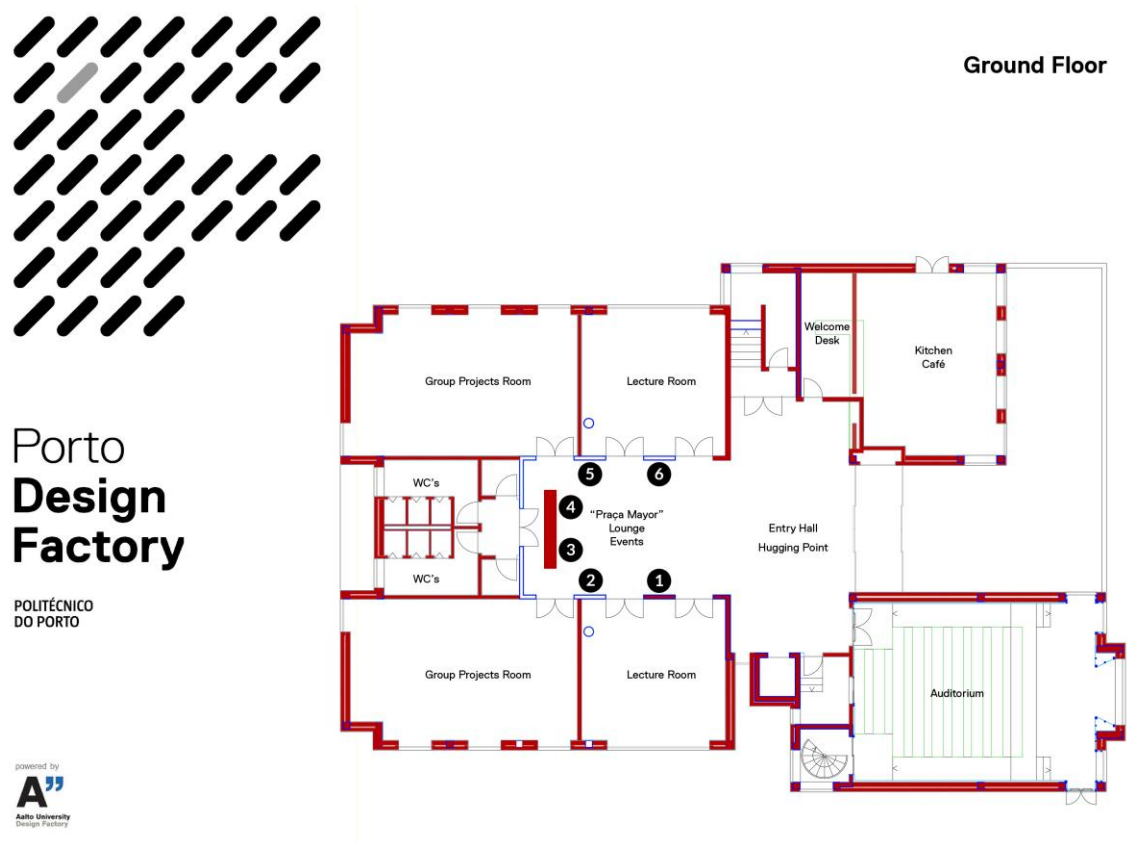 Ground Floor
Welcome
Desk
Kitchen
Café
Group Projects Room
Lecture Room
5
6
WC's
4
“Praça Mayor”
Lounge
Events
3
Entry Hall
Hugging Point
WC's
2
1
Group Projects Room
Lecture Room
Auditorium
Porto
Design
Factory
POLITÉCNICO
DO PORTO
powered by
A”
Aalto University
Design Factory